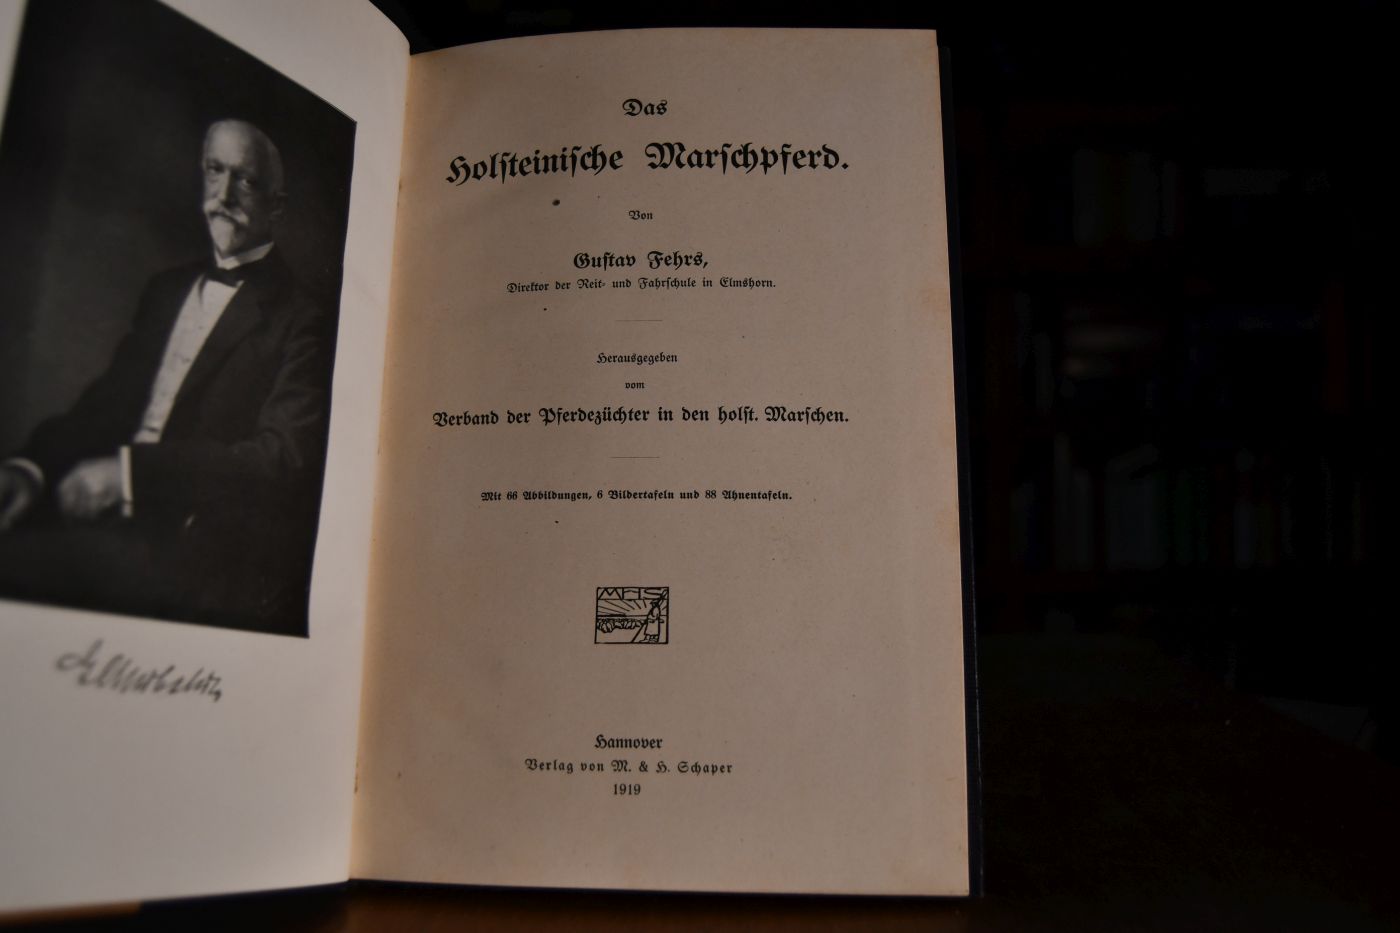 Das
Holsteinische Marschpferd.
Von
Gustav Fehrs,
Direktor der Reit- und Fahrschule in Elmshorn.
Herausgegeben
vom
Verband der Pferdezüchter in den holst. Marschen.
Mit 66 Abbildungen, 6 Bildertafeln und 88 Ahnentafeln.
MHS
Hannover
Verlag von M. & H. Schaper
1919